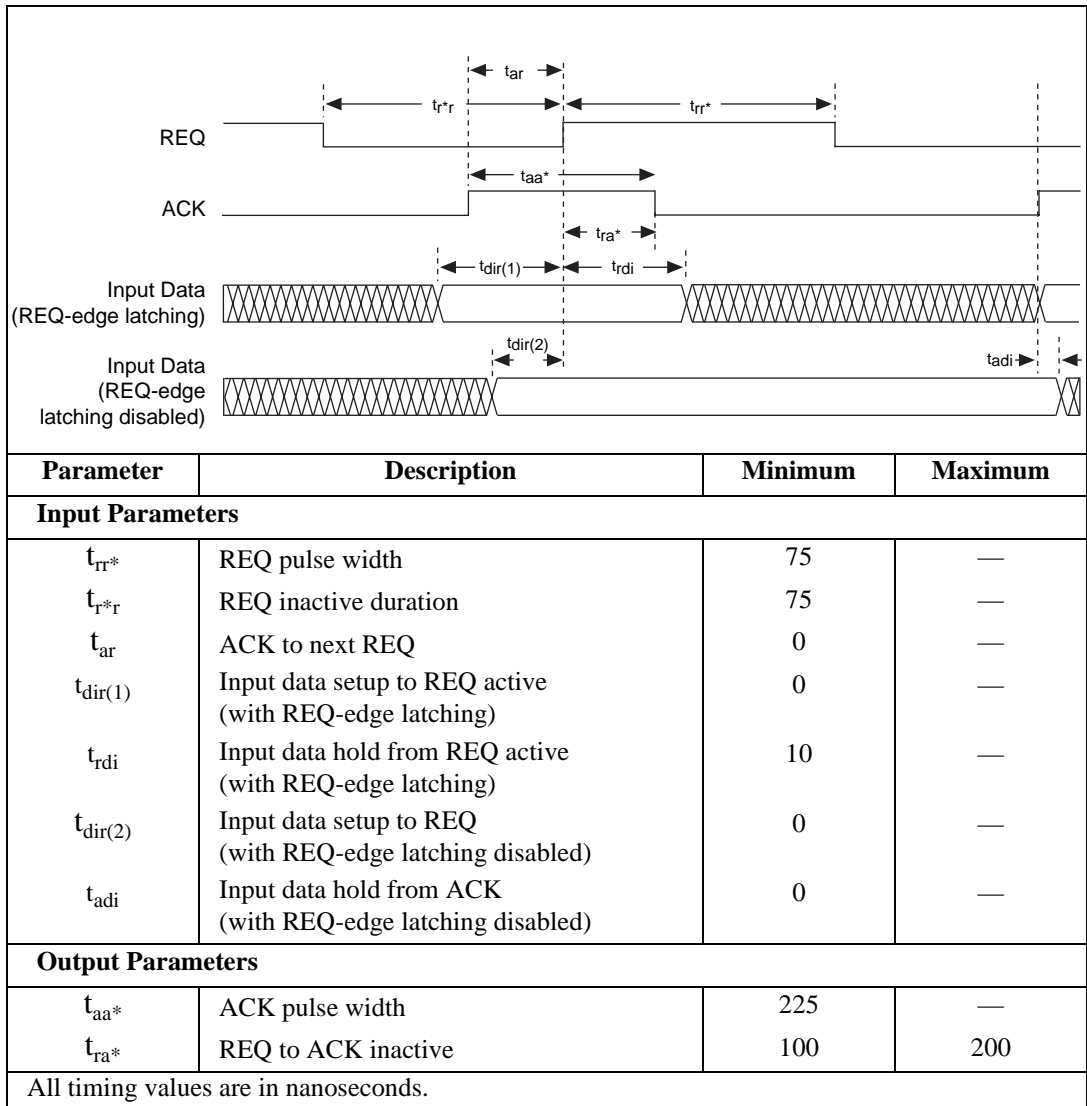 tar
tr*r
trr*
REQ
taa*
ACK
tra*
tdir(1)
trdi
Input Data
(REQ-edge latching)
tdir(2)
tadi
Input Data
(REQ-edge
latching disabled)
Parameter Description Minimum Maximum
Input Parameters
trr* REQ pulse width 75 —
tr*r REQ inactive duration 75 —
tar ACK to next REQ 0 —
tdir(1) Input data setup to REQ active 0 —
(with REQ-edge latching)
trdi Input data hold from REQ active 10 —
(with REQ-edge latching)
tdir(2) Input data setup to REQ 0 —
(with REQ-edge latching disabled)
tadi Input data hold from ACK 0 —
(with REQ-edge latching disabled)
Output Parameters
taa* ACK pulse width 225 —
tra* REQ to ACK inactive 100 200
All timing values are in nanoseconds.